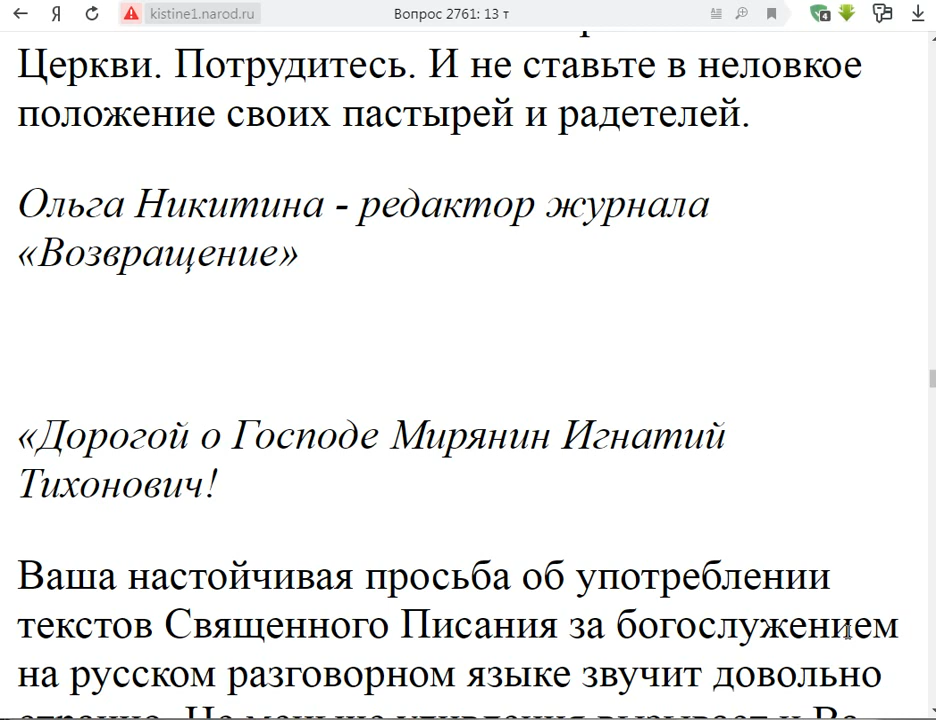 Я kistine1.narod.ru Вопрос 2761: 13 т 4
Церкви. Потрудитесь. И не ставьте в неловкое
положение своих пастырей и радетелей.
Ольга Никитина - редактор журнала
«Возвращение»
«Дорогой о Господе Мирянин Игнатий
Тихонович!
Ваша настойчивая просьба об употреблении
текстов Священного Писания за богослужением
на русском разговорном языке звучит довольно